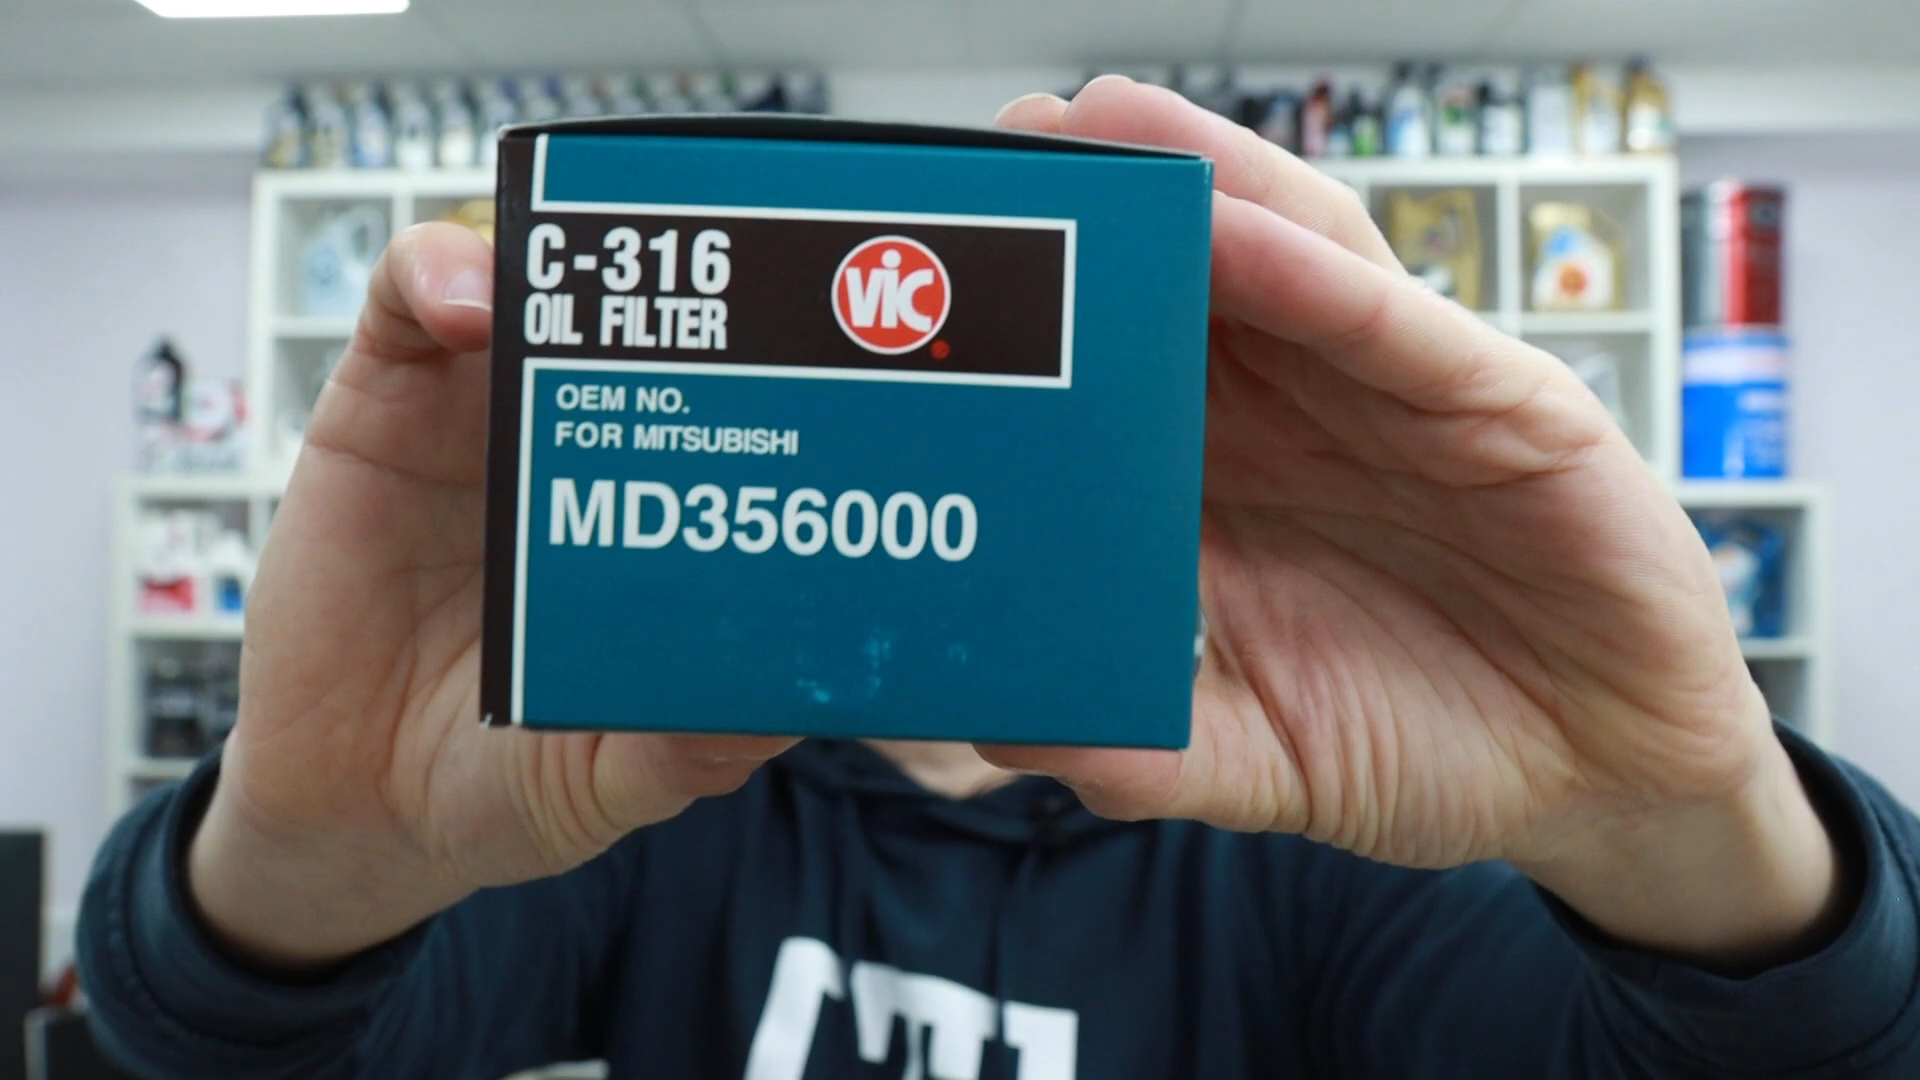 C-316
OIL FILTER
ViC
OEM NO.
FOR MITSUBISHI
MD356000